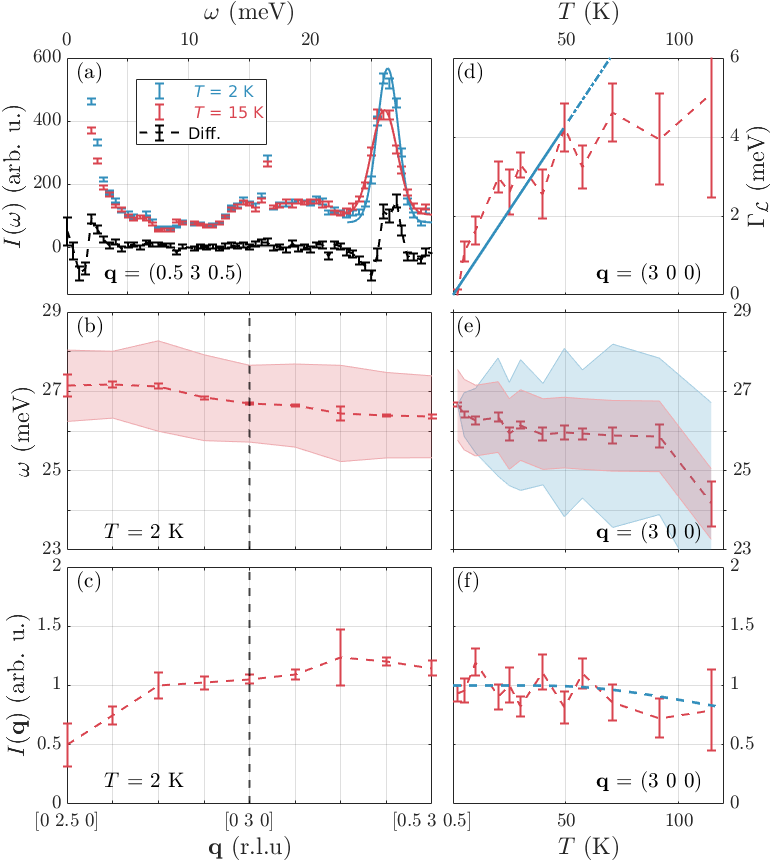 ω (meV)
0 10 20
(a)
T = 2 K
T = 15 K
Diff.
600
400
200
0
I(ω) (arb. u.)
q = (0.5 3 0.5)
T (K)
50 100
(d)
6
4
2
0
Γ_ℒ (meV)
q = (3 0 0)
(b)
29
27
25
23
ω (meV)
T = 2 K
(e)
29
27
25
23
q = (3 0 0)
(c)
2
1.5
1
0.5
0
I(q) (arb. u.)
T = 2 K
[0 2.5 0] [0 3 0] [0.5 3 0.5]
q (r.l.u)
(f)
2
1.5
1
0.5
0
q = (3 0 0)
50 100
T (K)